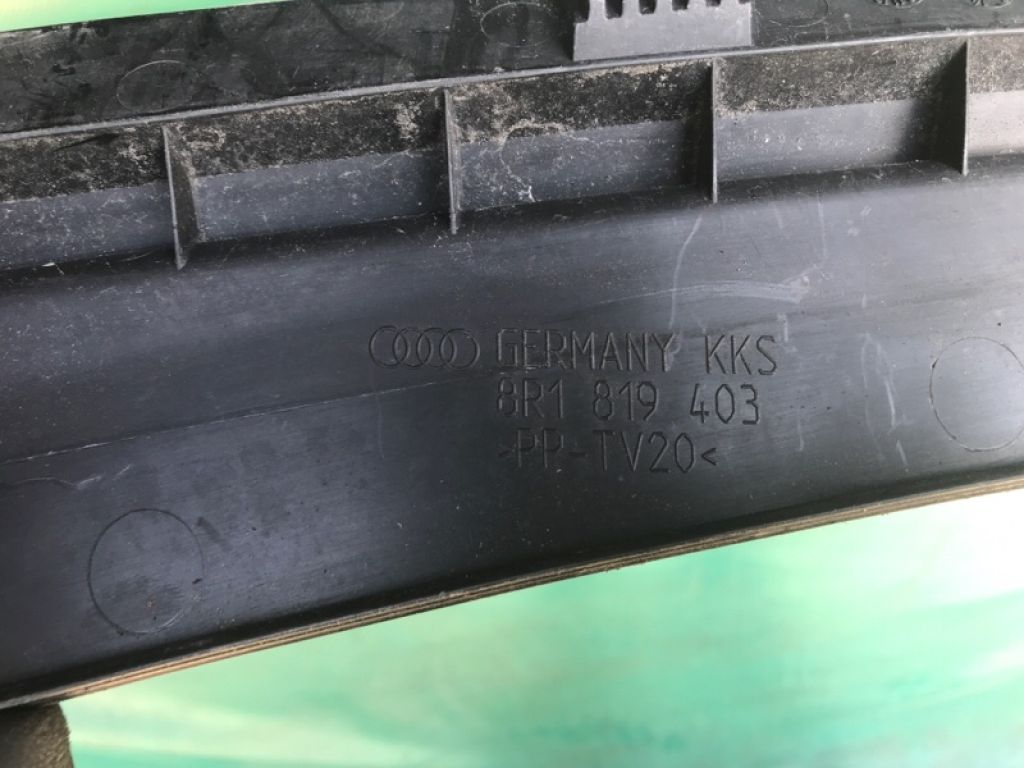 GERMANY KKS
8R1 819 403
>PP-TV20<